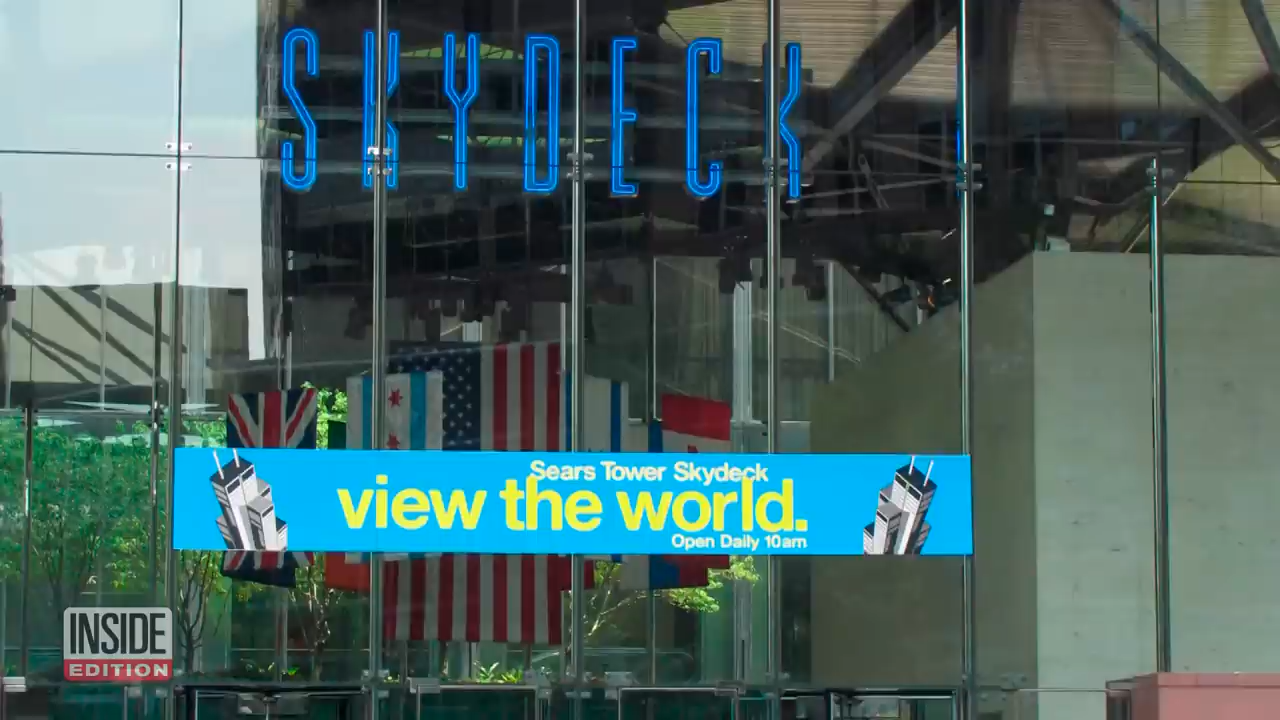 SKYDECK
Sears Tower Skydeck
view the world.
Open Daily 10am
INSIDE
EDITION